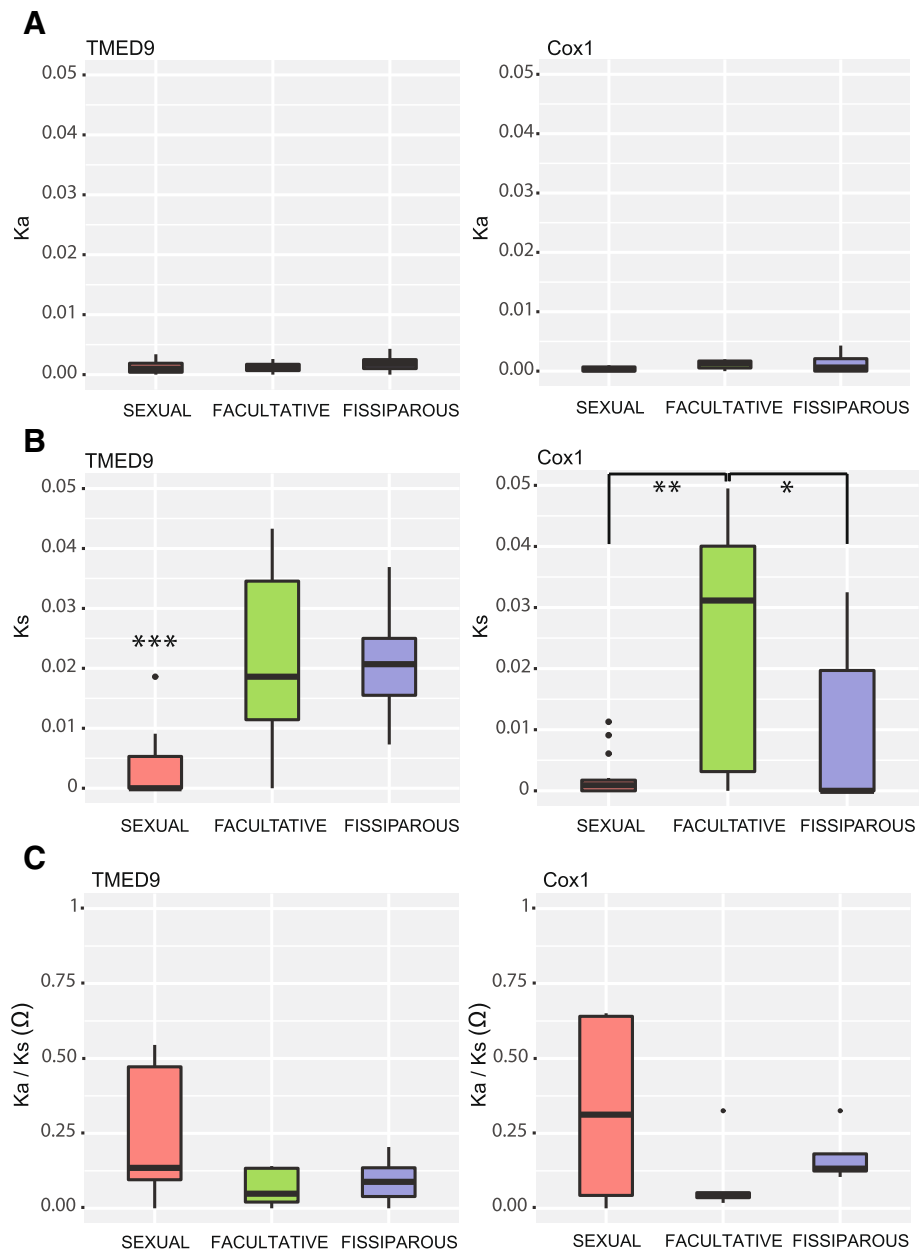 A
TMED9
0.05
0.04
0.03
0.02
0.01
0.00
Ka
SEXUAL FACULTATIVE FISSIPAROUS
Cox1
0.05
0.04
0.03
0.02
0.01
0.00
Ka
SEXUAL FACULTATIVE FISSIPAROUS
B
TMED9
0.05
0.04
0.03
0.02
0.01
0
Ks
***
SEXUAL FACULTATIVE FISSIPAROUS
Cox1
0.05
0.04
0.03
0.02
0.01
0
Ks
** *
SEXUAL FACULTATIVE FISSIPAROUS
C
TMED9
1
0.75
0.50
0.25
0.00
Ka / Ks (Ω)
SEXUAL FACULTATIVE FISSIPAROUS
Cox1
1
0.75
0.50
0.25
0.00
Ka / Ks (Ω)
SEXUAL FACULTATIVE FISSIPAROUS